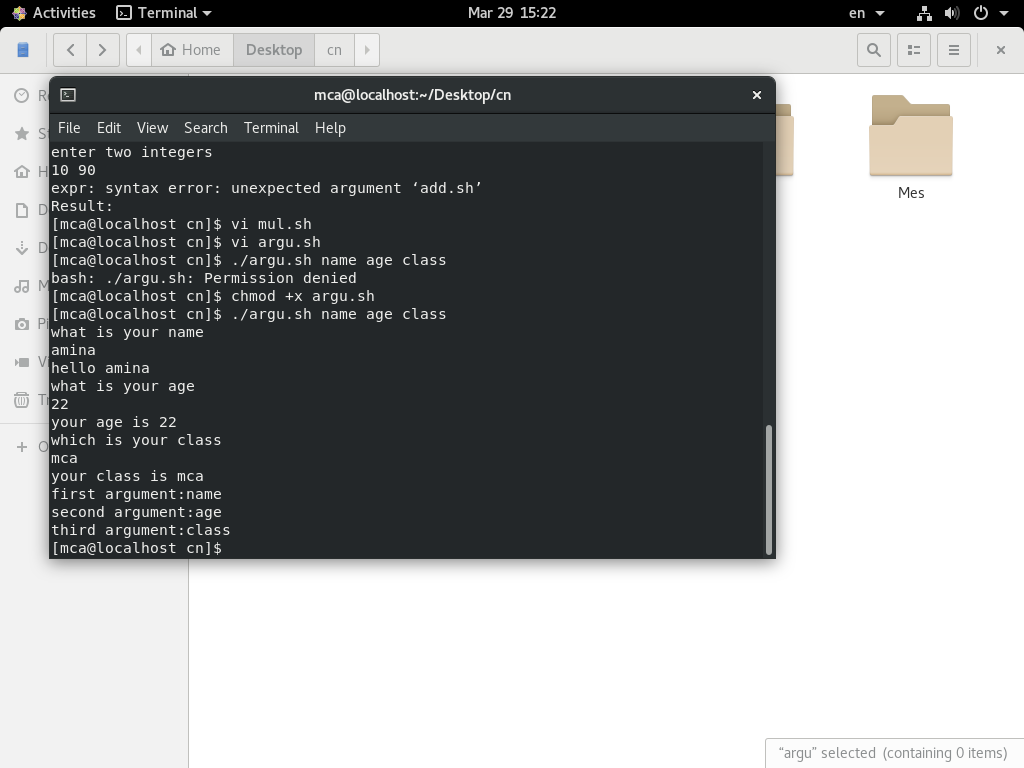 Activities Terminal Mar 29 15:22 en
Home Desktop cn
mca@localhost:~/Desktop/cn
File Edit View Search Terminal Help
enter two integers
10 90
expr: syntax error: unexpected argument ‘add.sh’
Result:
[mca@localhost cn]$ vi mul.sh
[mca@localhost cn]$ vi argu.sh
[mca@localhost cn]$ ./argu.sh name age class
bash: ./argu.sh: Permission denied
[mca@localhost cn]$ chmod +x argu.sh
[mca@localhost cn]$ ./argu.sh name age class
what is your name
amina
hello amina
what is your age
22
your age is 22
which is your class
mca
your class is mca
first argument:name
second argument:age
third argument:class
[mca@localhost cn]$
Mes
“argu” selected (containing 0 items)